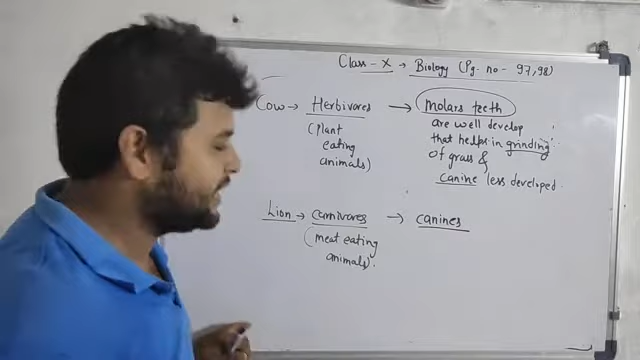 Class-X → Biology (Pg-no- 97,98)
Cow → Herbivores → molars teeth
(plant eating animals)
are well develop
that helps in grinding
of grass &
canine less developed.
Lion → carnivores → canines
(meat eating
animals).